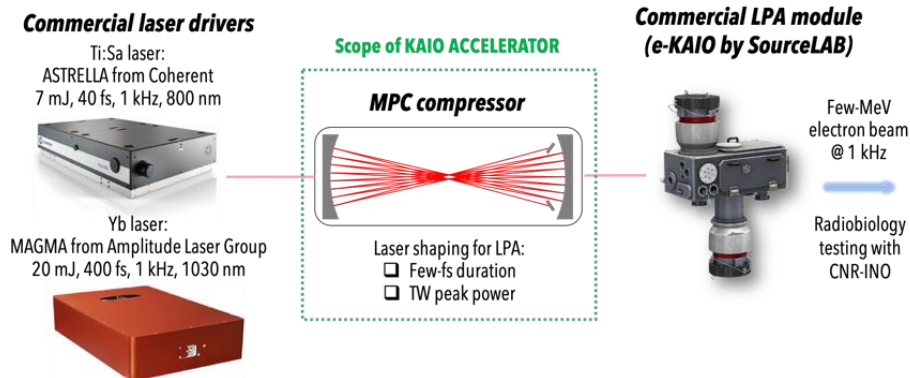 Commercial laser drivers
Ti:Sa laser:
ASTRELLA from Coherent
7 mJ, 40 fs, 1 kHz, 800 nm
Yb laser:
MAGMA from Amplitude Laser Group
20 mJ, 400 fs, 1 kHz, 1030 nm
Scope of KAIO ACCELERATOR
MPC compressor
Laser shaping for LPA:
❑ Few-fs duration
❑ TW peak power
Commercial LPA module
(e-KAIO by SourceLAB)
Few-MeV
electron beam
@ 1 kHz
Radiobiology
testing with
CNR-INO